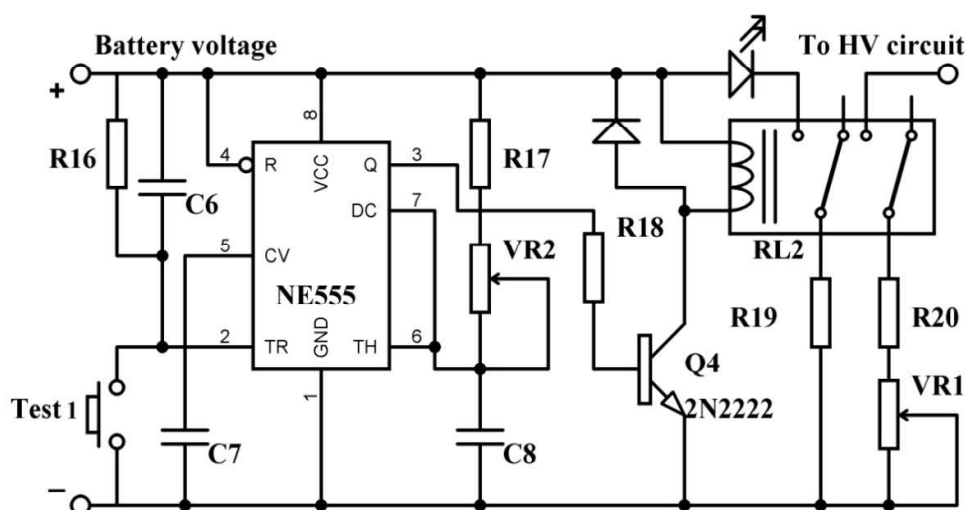 Battery voltage
To HV circuit
+
R16
C6
4
R
8
VCC
Q
3
R17
DC
7
5
CV
NE555
VR2
R18
RL2
R19
R20
2
TR
GND
TH
6
Q4
2N2222
VR1
Test 1
1
C7
C8
−